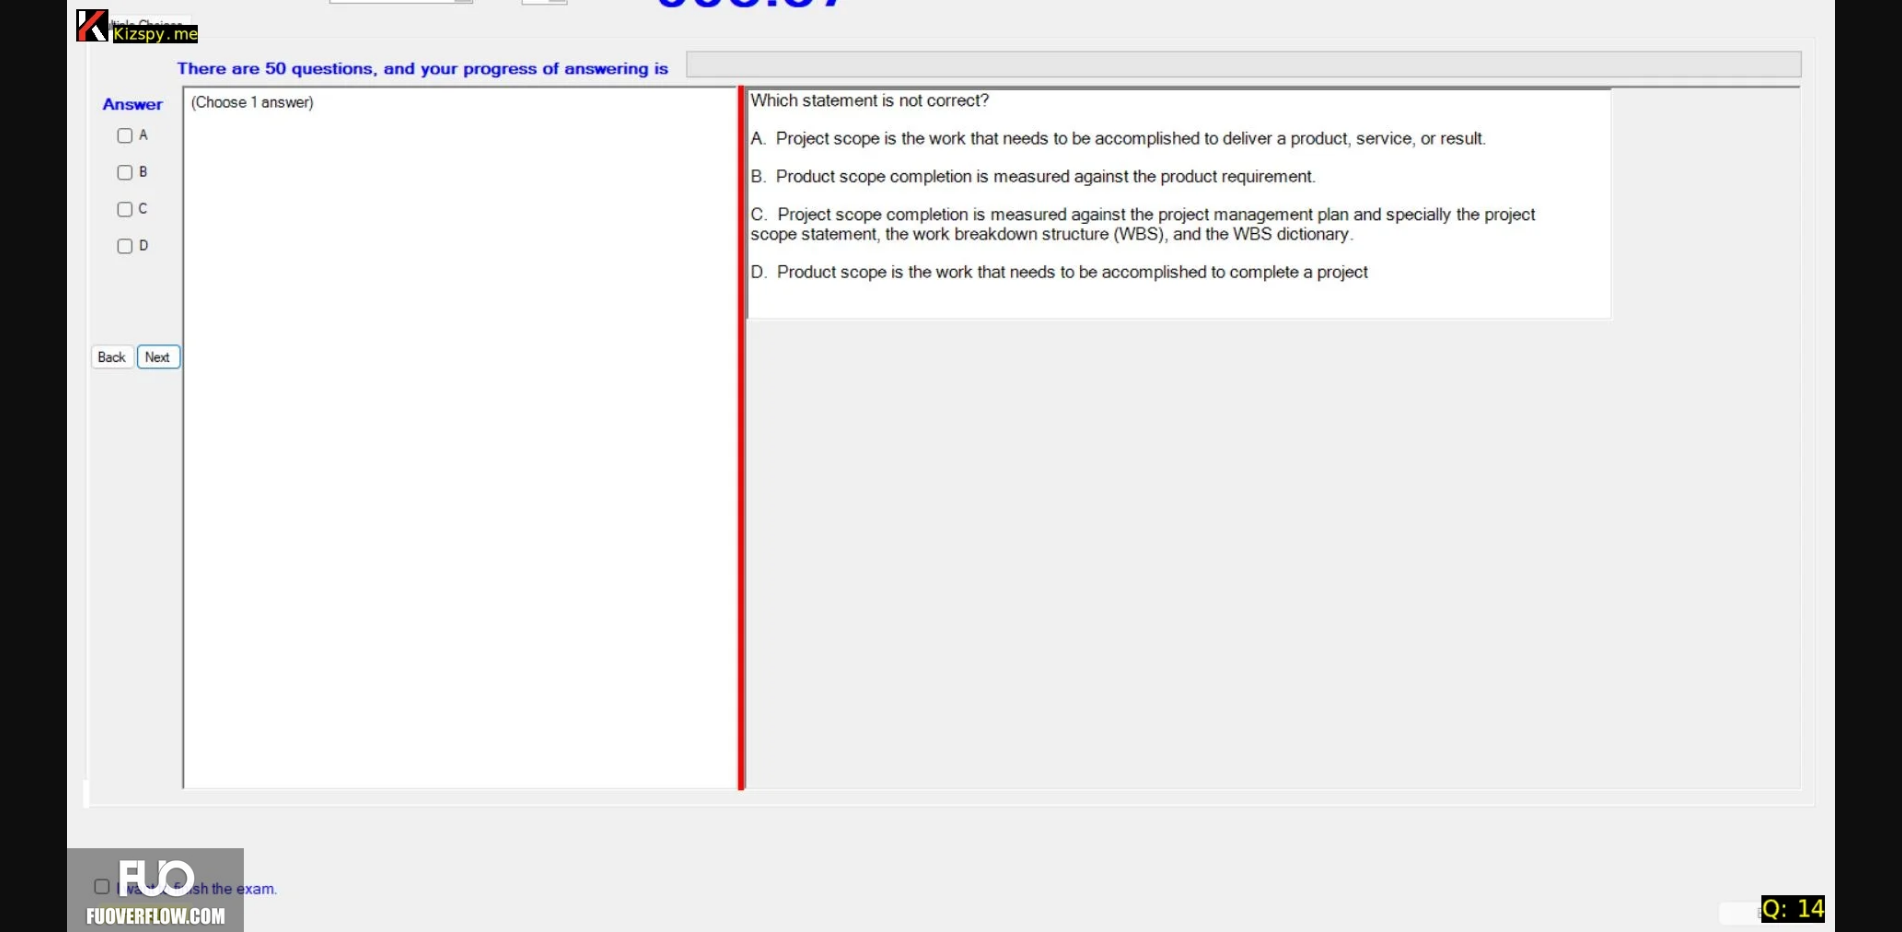 Kizspy.me
There are 50 questions, and your progress of answering is
Answer
(Choose 1 answer)
A
B
C
D
Back
Next
Which statement is not correct?
A. Project scope is the work that needs to be accomplished to deliver a product, service, or result.
B. Product scope completion is measured against the product requirement.
C. Project scope completion is measured against the project management plan and specially the project
scope statement, the work breakdown structure (WBS), and the WBS dictionary.
D. Product scope is the work that needs to be accomplished to complete a project
FUO
the exam.
FUOVERFLOW.COM
Q: 14